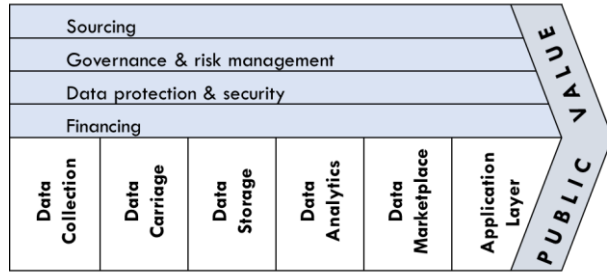 Sourcing
Governance & risk management
Data protection & security
Financing
Data
Collection
Data
Carriage
Data
Storage
Data
Analytics
Data
Marketplace
Application
Layer
PUBLIC VALUE